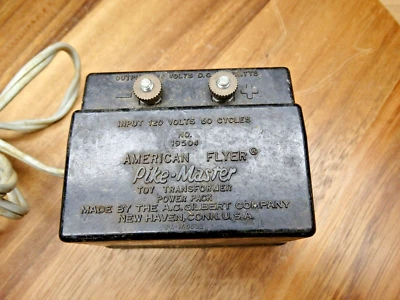 OUTPUT VOLTS D.C. WATTS
- +
INPUT 120 VOLTS 60 CYCLES
NO.
19504
AMERICAN FLYER®
Pike-Master
TOY TRANSFORMER
POWER PACK
MADE BY THE A.C. GILBERT COMPANY
NEW HAVEN, CONN. U.S.A.